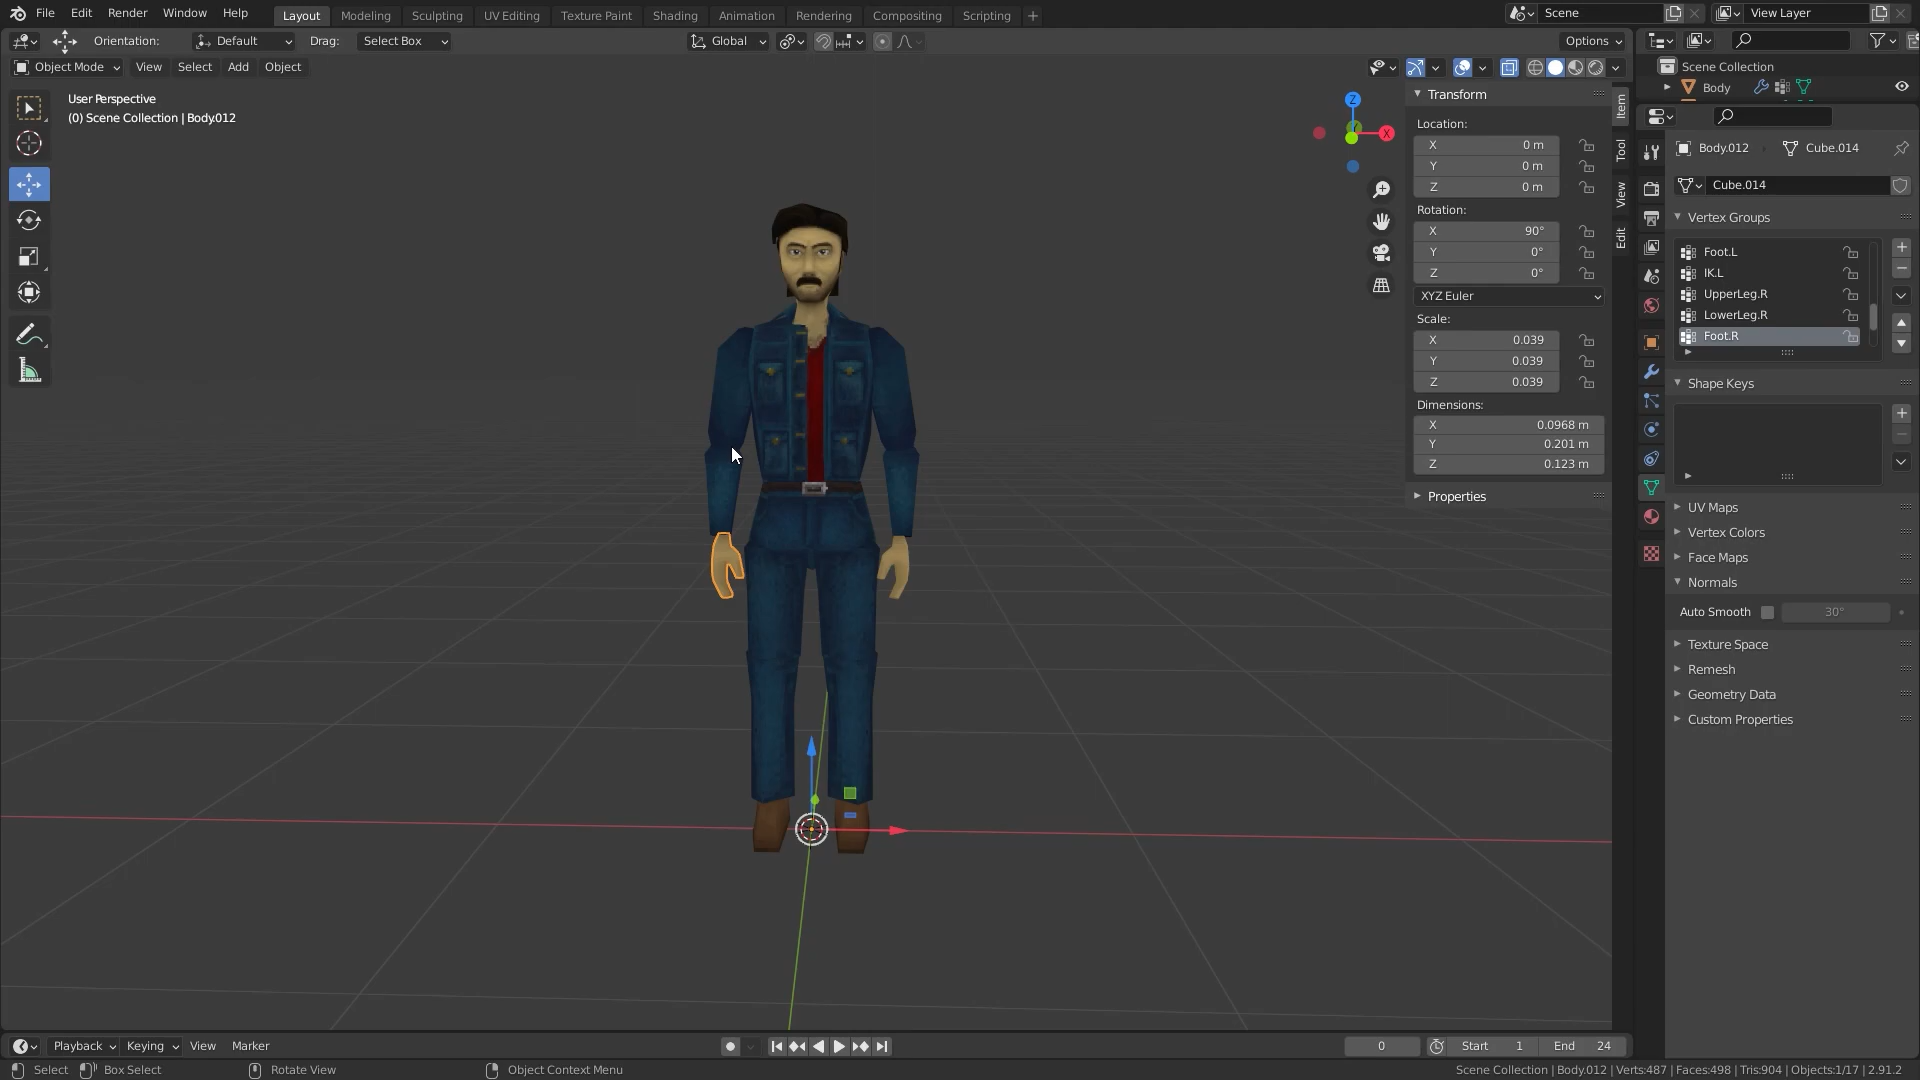 File Edit Render Window Help Layout Modeling Sculpting UV Editing Texture Paint Shading Animation Rendering Compositing Scripting + Scene View Layer
Orientation: Default Drag: Select Box Global Options
Object Mode View Select Add Object
User Perspective
(0) Scene Collection | Body.012
Z
X
Transform
Location:
X 0 m
Y 0 m
Z 0 m
Rotation:
X 90°
Y 0°
Z 0°
XYZ Euler
Scale:
X 0.039
Y 0.039
Z 0.039
Dimensions:
X 0.0968 m
Y 0.201 m
Z 0.123 m
Properties
Item
Tool
View
Edit
Scene Collection
Body
Body.012 Cube.014
Cube.014
Vertex Groups
Foot.L
IK.L
UpperLeg.R
LowerLeg.R
Foot.R
Shape Keys
UV Maps
Vertex Colors
Face Maps
Normals
Auto Smooth 30°
Texture Space
Remesh
Geometry Data
Custom Properties
Playback Keying View Marker 0 Start 1 End 24
Select Box Select Rotate View Object Context Menu Scene Collection | Body.012 | Verts:487 | Faces:498 | Tris:904 | Objects:1/17 | 2.91.2